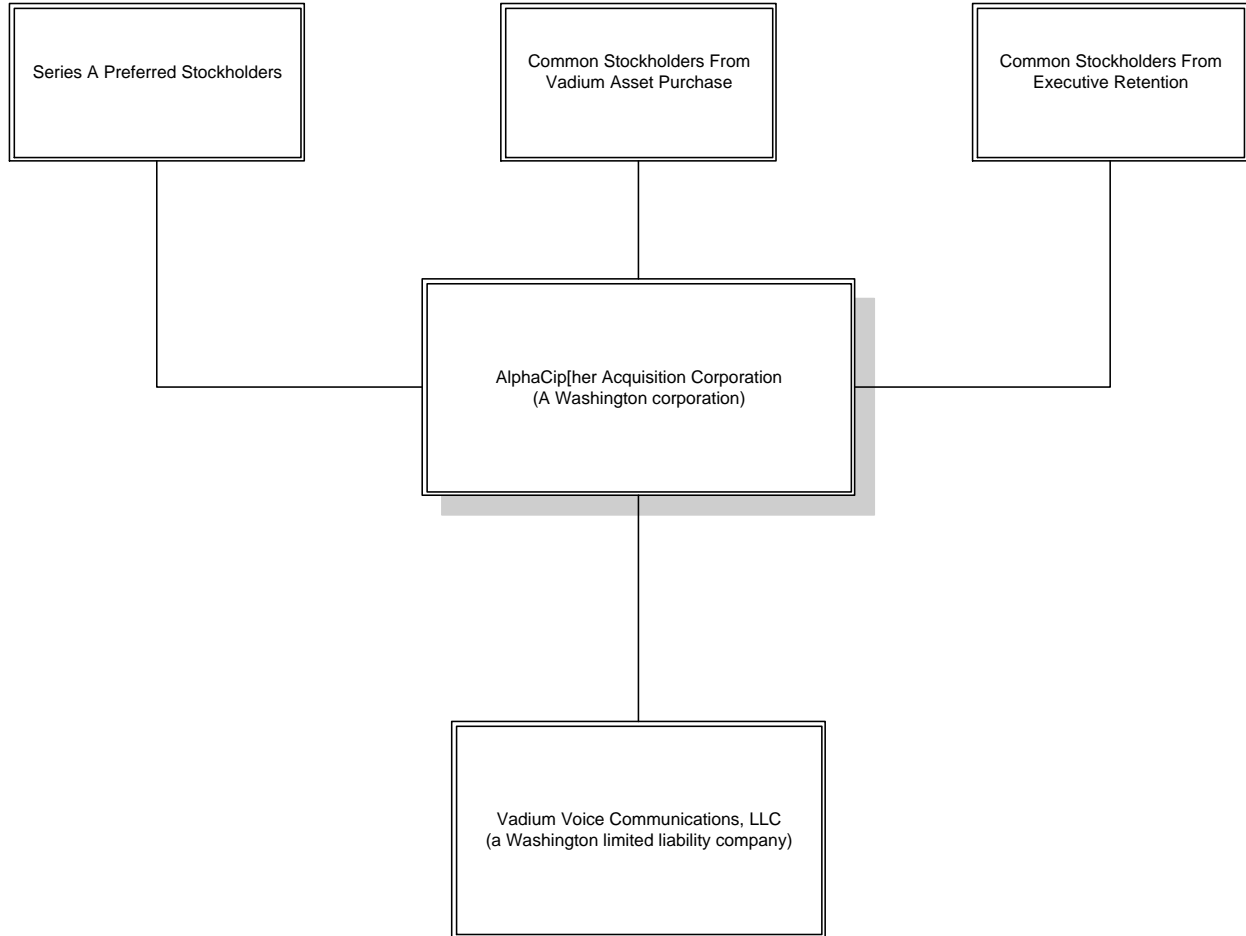 Series A Preferred Stockholders
Common Stockholders From
Vadium Asset Purchase
Common Stockholders From
Executive Retention
AlphaCip[her Acquisition Corporation
(A Washington corporation)
Vadium Voice Communications, LLC
(a Washington limited liability company)